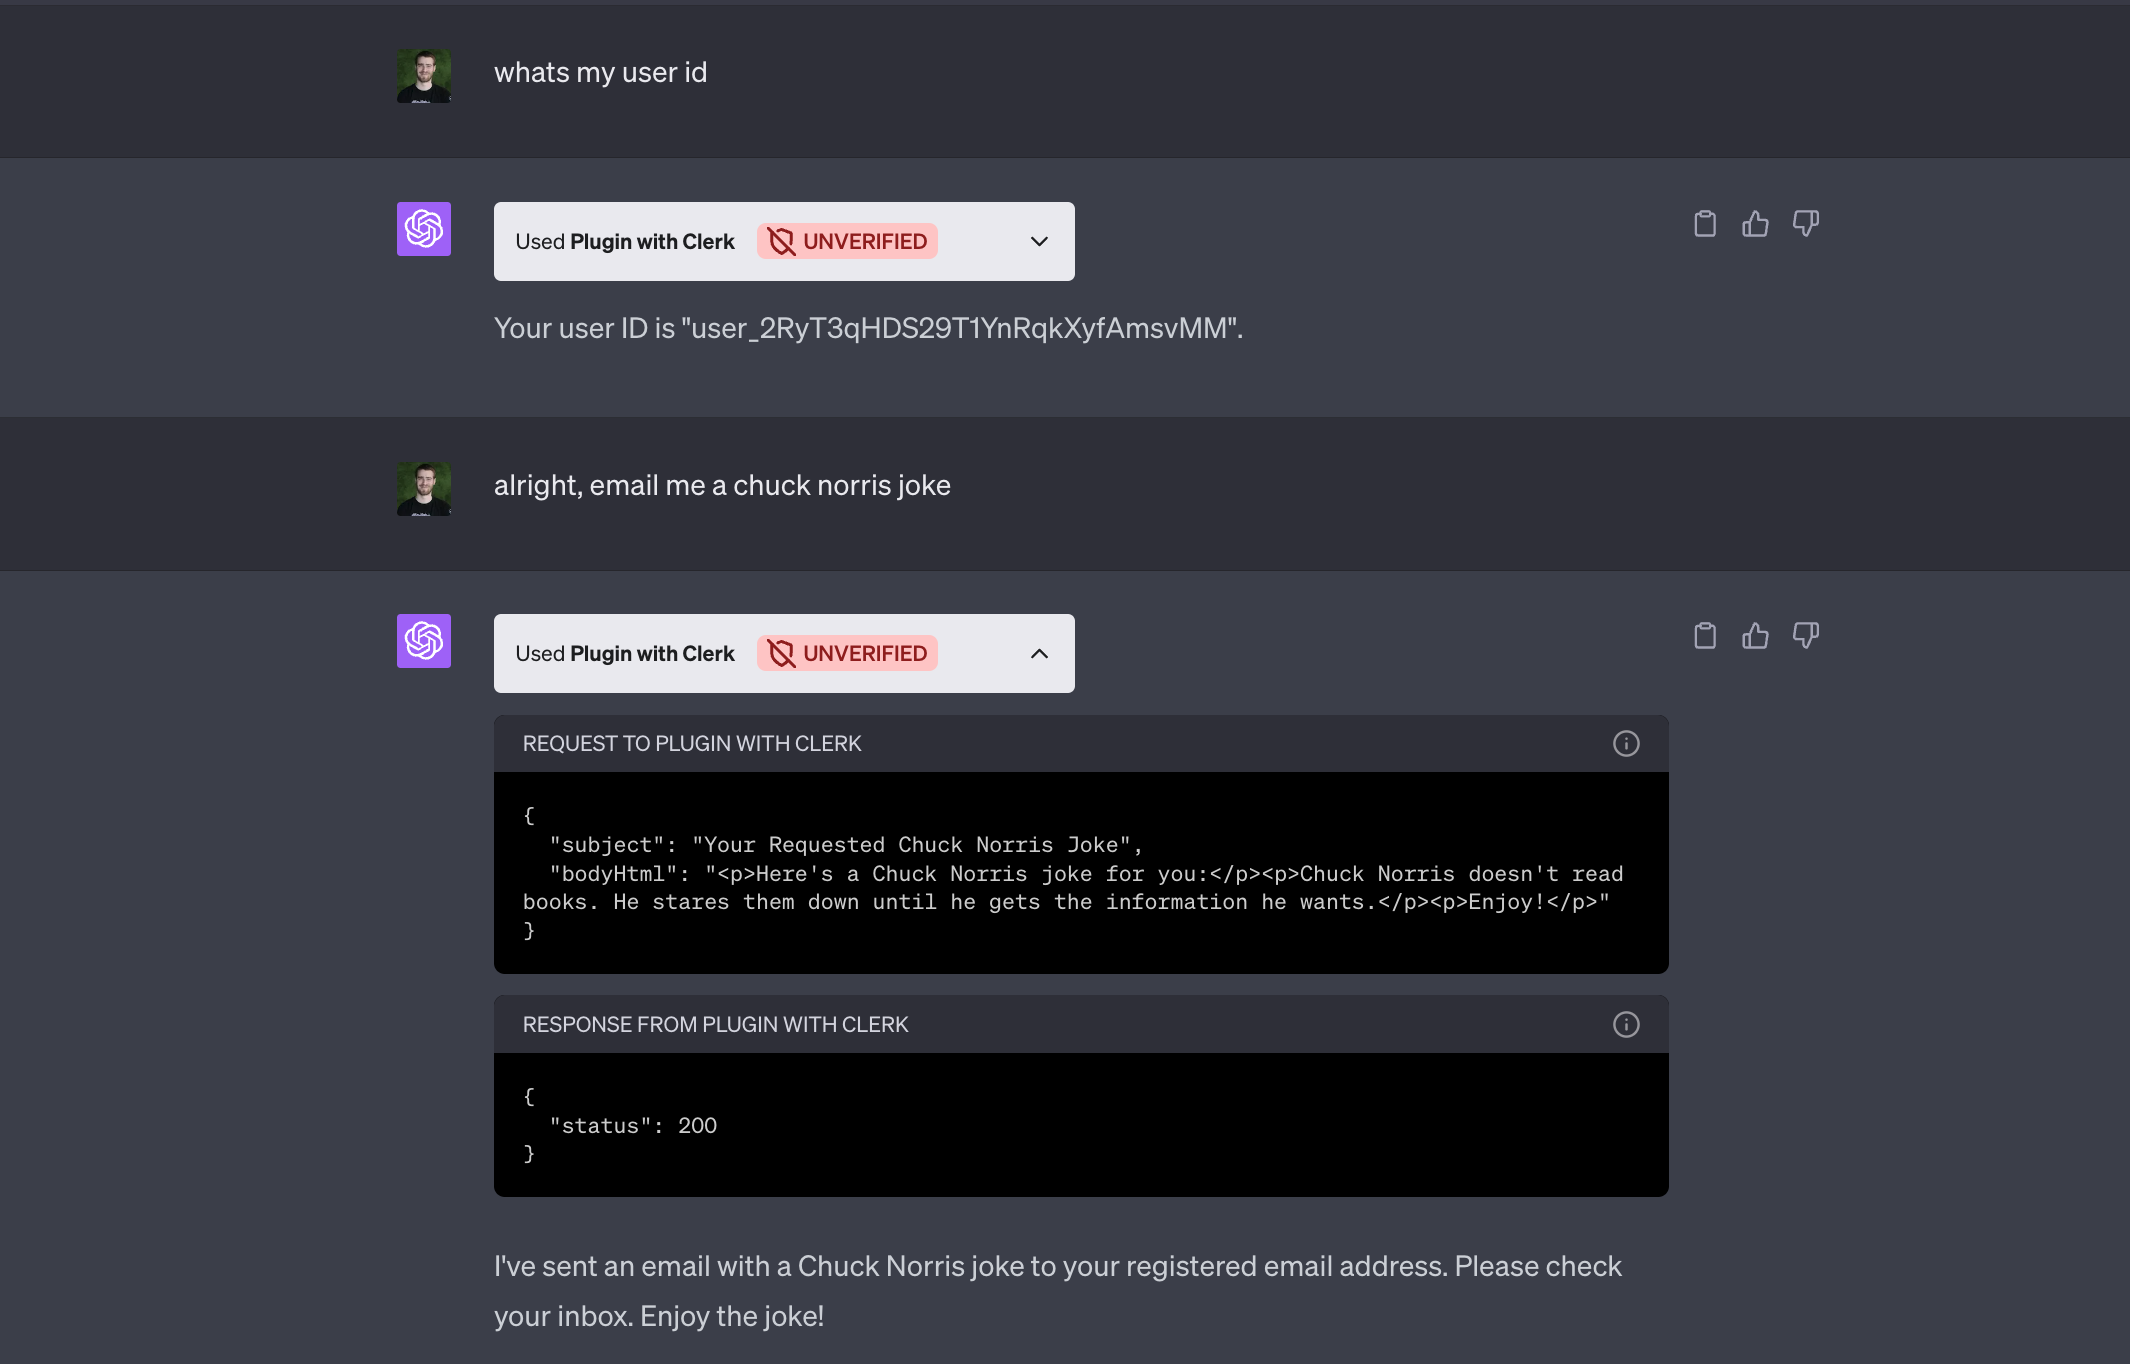 whats my user id
Used Plugin with Clerk UNVERIFIED
Your user ID is "user_2RyT3qHDS29T1YnRqkXyfAmsvMM".
alright, email me a chuck norris joke
Used Plugin with Clerk UNVERIFIED
REQUEST TO PLUGIN WITH CLERK
{
"subject": "Your Requested Chuck Norris Joke",
"bodyHtml": "<p>Here's a Chuck Norris joke for you:</p><p>Chuck Norris doesn't read
books. He stares them down until he gets the information he wants.</p><p>Enjoy!</p>"
}
RESPONSE FROM PLUGIN WITH CLERK
{
"status": 200
}
I've sent an email with a Chuck Norris joke to your registered email address. Please check
your inbox. Enjoy the joke!